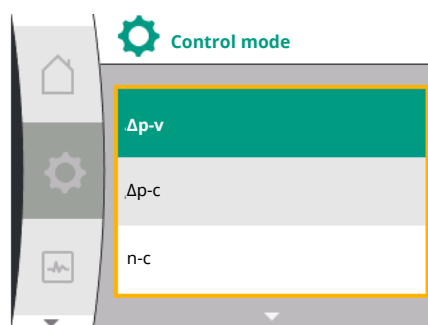 Control mode
Δp-v
Δp-c
n-c